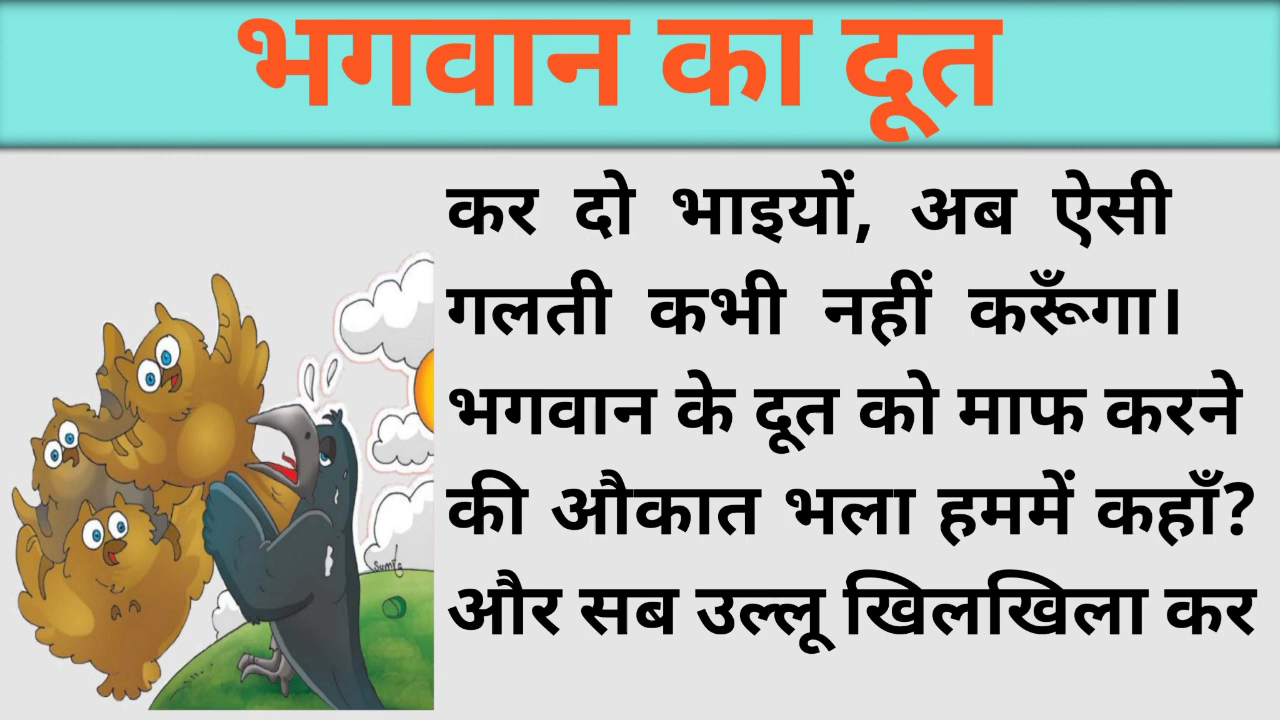 भगवान का दूत
कर दो भाइयों, अब ऐसी
गलती कभी नहीं करूँगा।
भगवान के दूत को माफ करने
की औकात भला हममें कहाँ?
और सब उल्लू खिलखिला कर